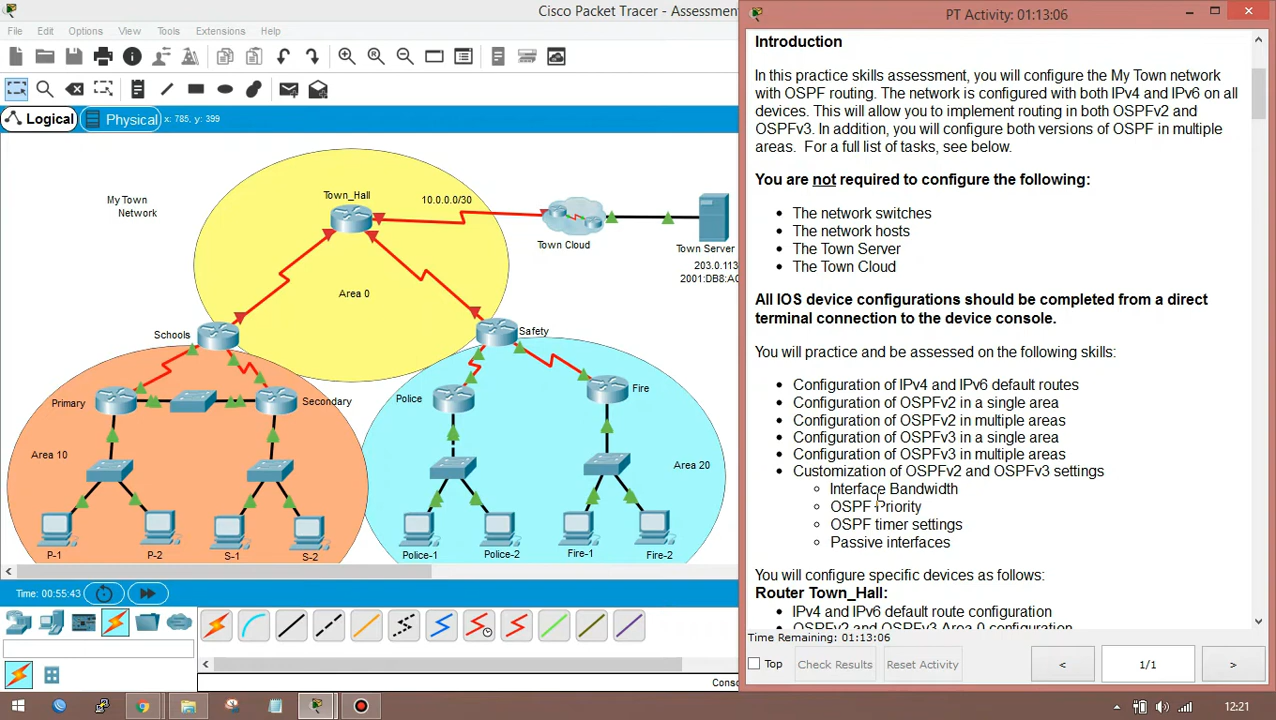 Cisco Packet Tracer - Assessment
File Edit Options View Tools Extensions Help
Logical
Physical
x: 785, y: 399
My Town
Network
Town_Hall
10.0.0.0/30
Town Cloud
Town Server
203.0.113
2001:DB8:AC
Area 0
Schools
Safety
Primary
Secondary
Police
Fire
Area 10
Area 20
P-1
P-2
S-1
S-2
Police-1
Police-2
Fire-1
Fire-2
Time: 00:55:43
Conso
PT Activity: 01:13:06
Introduction
In this practice skills assessment, you will configure the My Town network
with OSPF routing. The network is configured with both IPv4 and IPv6 on all
devices. This will allow you to implement routing in both OSPFv2 and
OSPFv3. In addition, you will configure both versions of OSPF in multiple
areas. For a full list of tasks, see below.
You are not required to configure the following:
• The network switches
• The network hosts
• The Town Server
• The Town Cloud
All IOS device configurations should be completed from a direct
terminal connection to the device console.
You will practice and be assessed on the following skills:
• Configuration of IPv4 and IPv6 default routes
• Configuration of OSPFv2 in a single area
• Configuration of OSPFv2 in multiple areas
• Configuration of OSPFv3 in a single area
• Configuration of OSPFv3 in multiple areas
• Customization of OSPFv2 and OSPFv3 settings
○ Interface Bandwidth
○ OSPF Priority
○ OSPF timer settings
○ Passive interfaces
You will configure specific devices as follows:
Router Town_Hall:
• IPv4 and IPv6 default route configuration
• OSPFv2 and OSPFv3 Area 0 configuration
Time Remaining: 01:13:06
Top
Check Results
Reset Activity
<
1/1
>
12:21